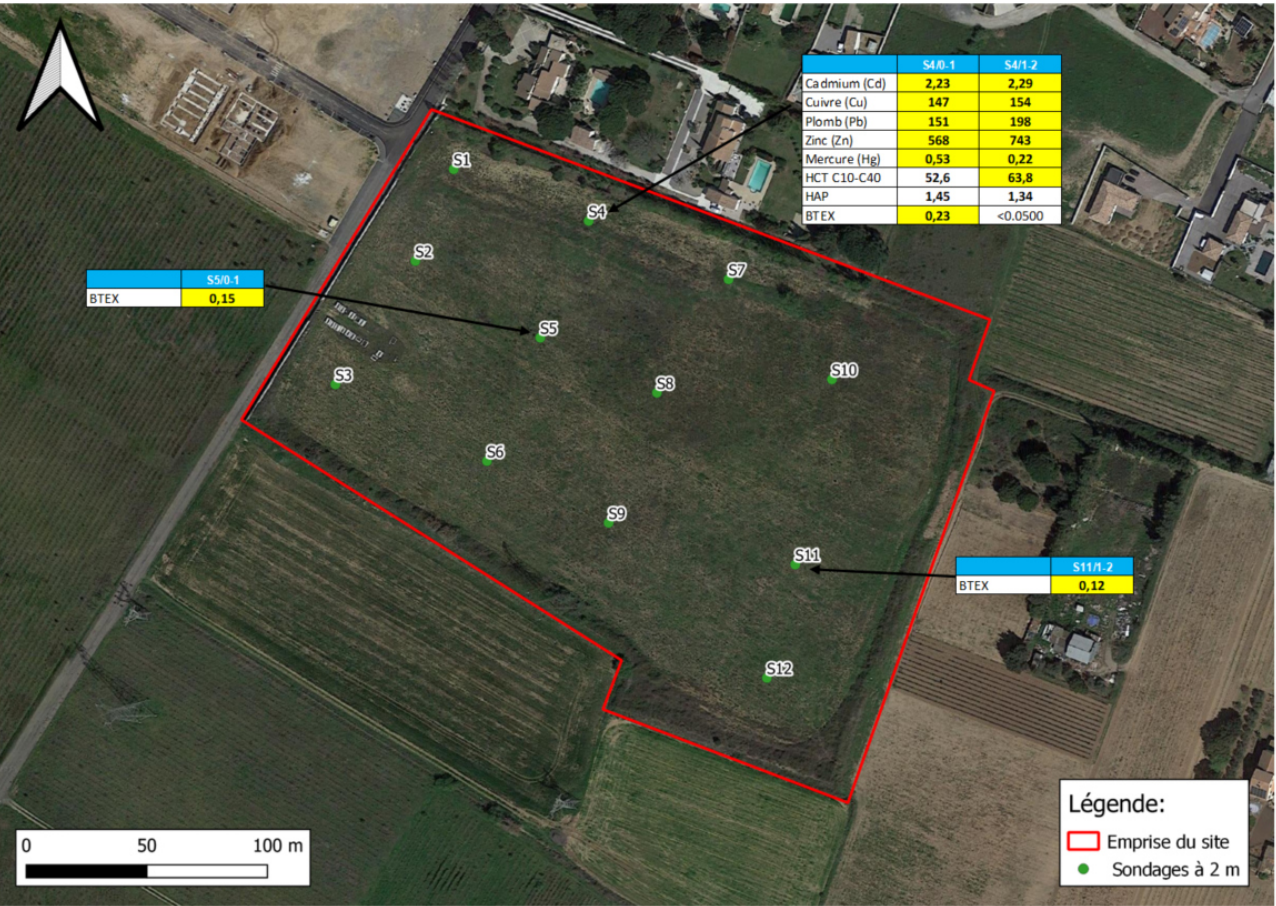 S4/0-1 S4/1-2
Cadmium (Cd) 2,23 2,29
Cuivre (Cu) 147 154
Plomb (Pb) 151 198
Zinc (Zn) 568 743
Mercure (Hg) 0,53 0,22
HCT C10-C40 52,6 63,8
HAP 1,45 1,34
BTEX 0,23 <0.0500
S1
S4
S2
S7
S5/0-1
BTEX 0,15
S5
S3
S8
S10
S6
S9
S11
S11/1-2
BTEX 0,12
S12
Légende:
Emprise du site
Sondages à 2 m
0 50 100 m